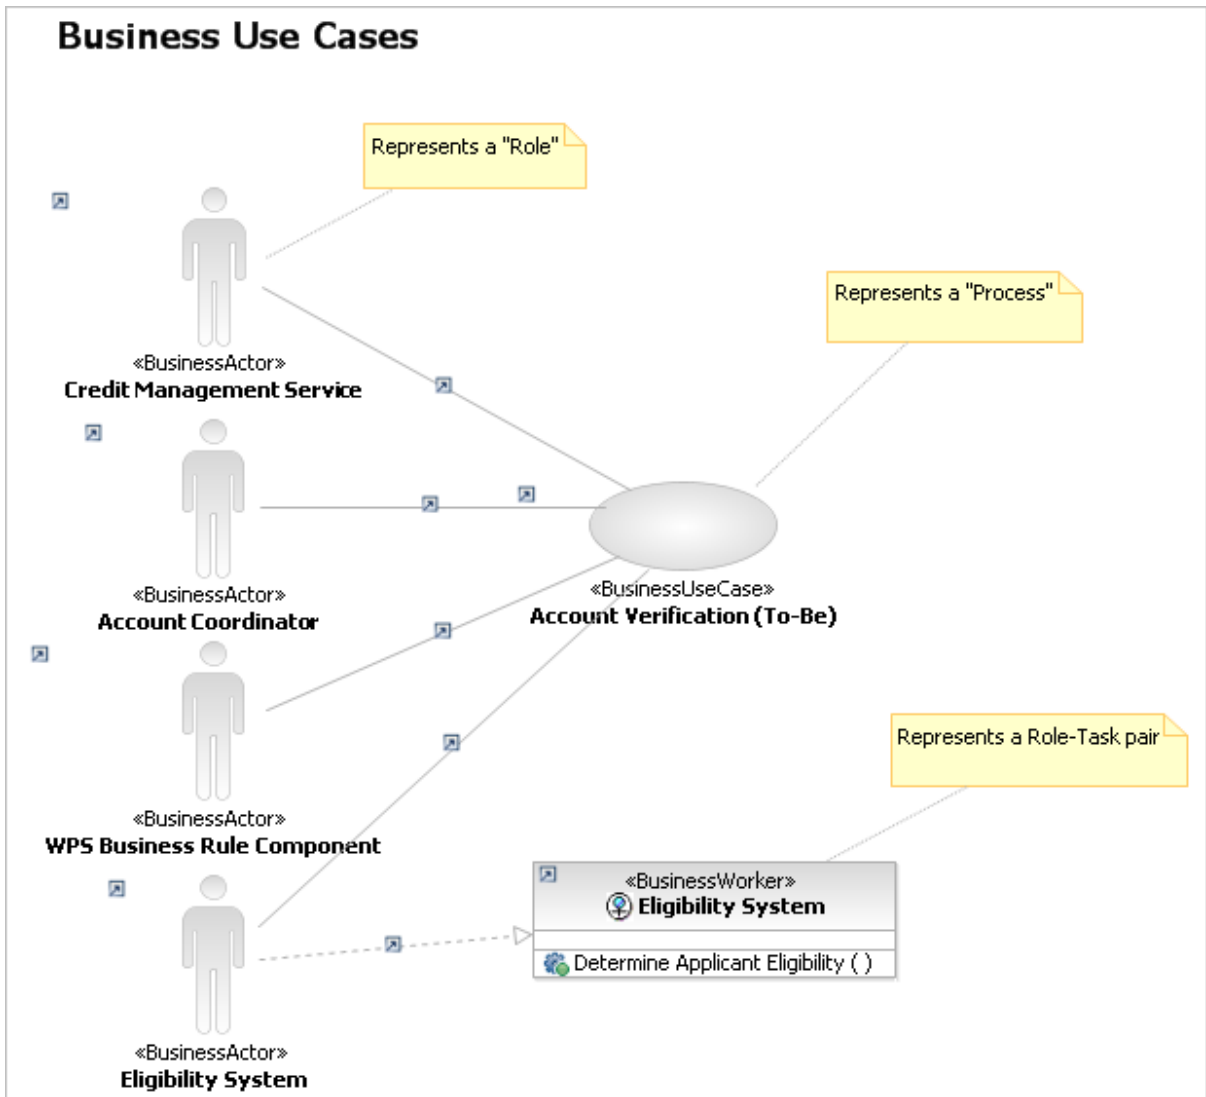 Business Use Cases
Represents a "Role"
«BusinessActor»
Credit Management Service
Represents a "Process"
«BusinessActor»
Account Coordinator
«BusinessUseCase»
Account Verification (To-Be)
«BusinessActor»
WPS Business Rule Component
Represents a Role-Task pair
«BusinessWorker»
Eligibility System
Determine Applicant Eligibility ( )
«BusinessActor»
Eligibility System